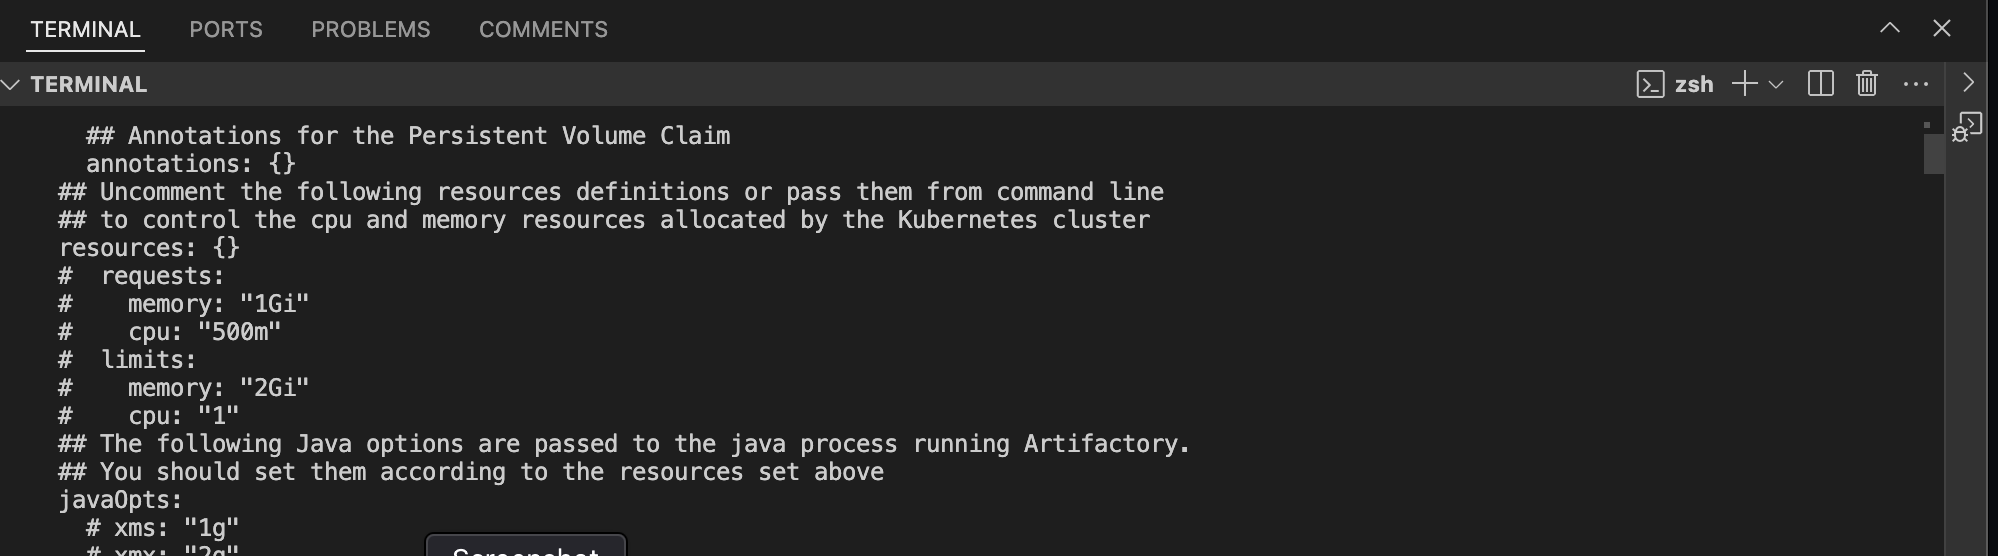 TERMINAL PORTS PROBLEMS COMMENTS
TERMINAL zsh
## Annotations for the Persistent Volume Claim
annotations: {}
## Uncomment the following resources definitions or pass them from command line
## to control the cpu and memory resources allocated by the Kubernetes cluster
resources: {}
#  requests:
#    memory: "1Gi"
#    cpu: "500m"
#  limits:
#    memory: "2Gi"
#    cpu: "1"
## The following Java options are passed to the java process running Artifactory.
## You should set them according to the resources set above
javaOpts:
# xms: "1g"
# xmx: "2g"
Screenshot